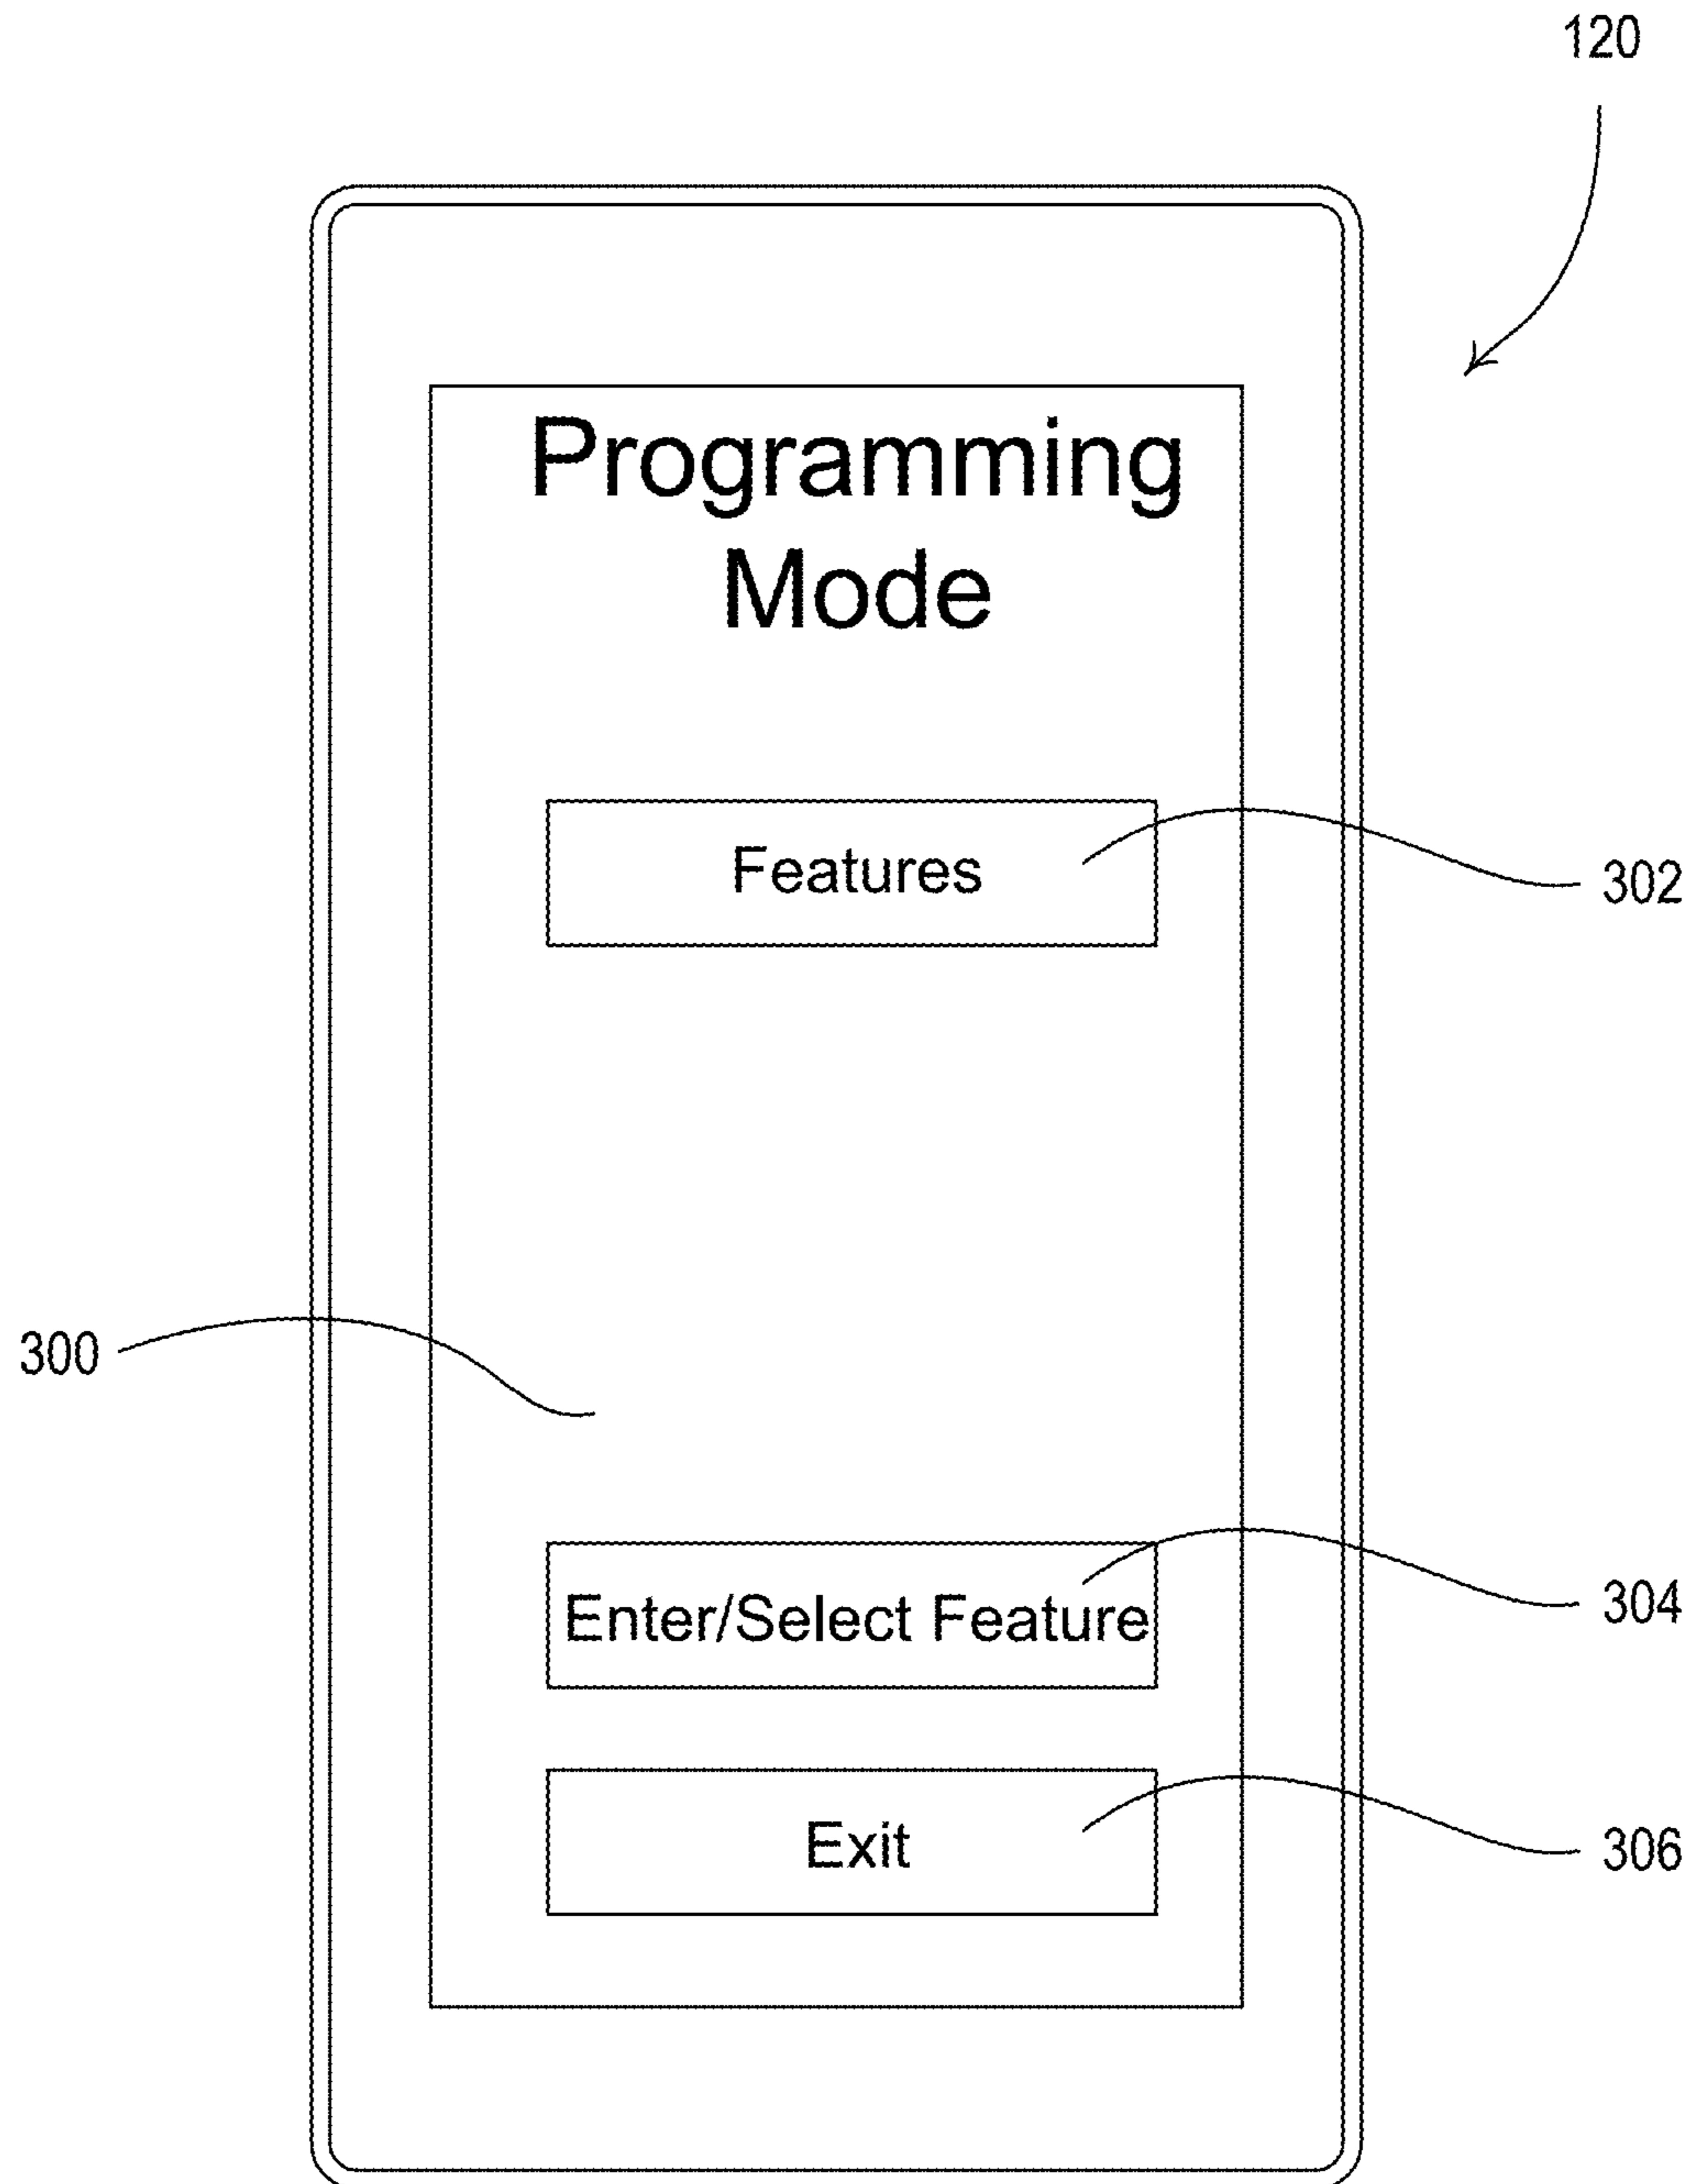 120
Programming
Mode
Features
302
300
Enter/Select Feature
304
Exit
306